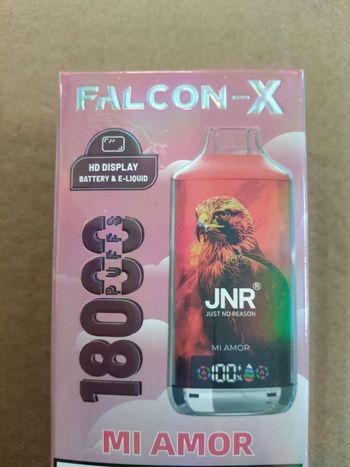 FALCON-X
HD DISPLAY
BATTERY & E-LIQUID
18000
PUFFS
JNR®
JUST NO REASON
MI AMOR
100%
MI AMOR